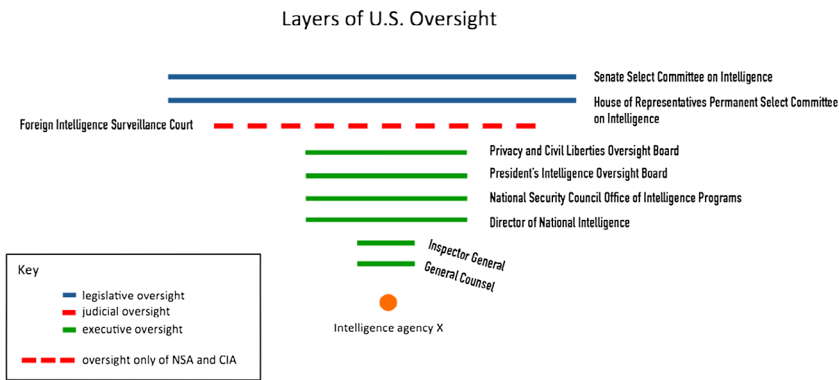 Layers of U.S. Oversight
Senate Select Committee on Intelligence
House of Representatives Permanent Select Committee
on Intelligence
Foreign Intelligence Surveillance Court
Privacy and Civil Liberties Oversight Board
President's Intelligence Oversight Board
National Security Council Office of Intelligence Programs
Director of National Intelligence
Inspector General
General Counsel
Intelligence agency X
Key
legislative oversight
judicial oversight
executive oversight
oversight only of NSA and CIA